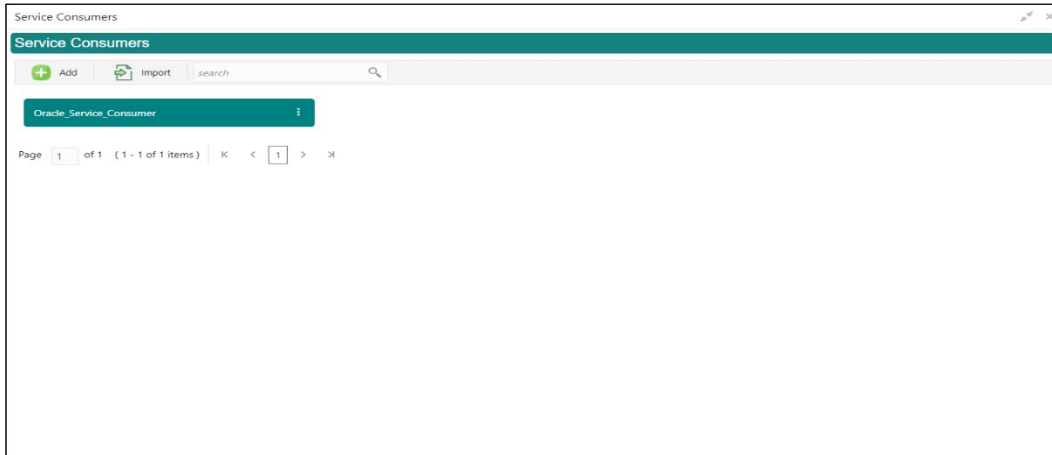 Service Consumers
Service Consumers
Add Import search
Oracle_Service_Consumer
Page 1 of 1 ( 1 - 1 of 1 items ) K < 1 > >|